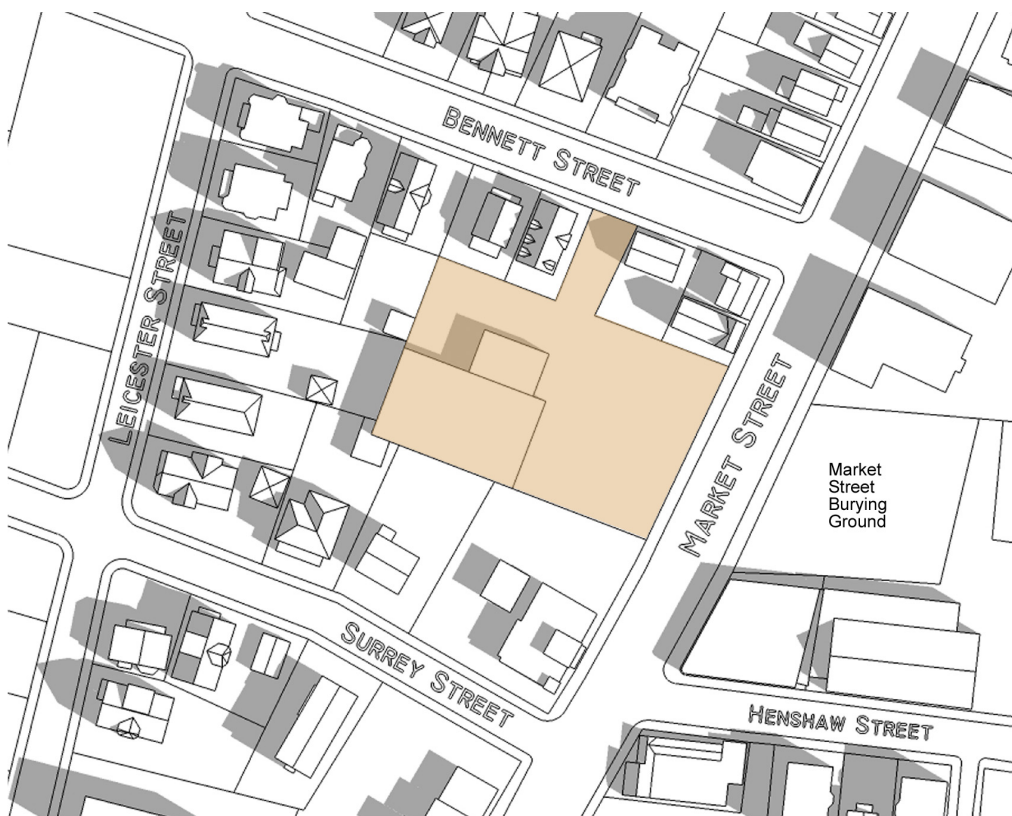 BENNETT STREET
LEICESTER STREET
MARKET STREET
Market
Street
Burying
Ground
SURREY STREET
HENSHAW STREET